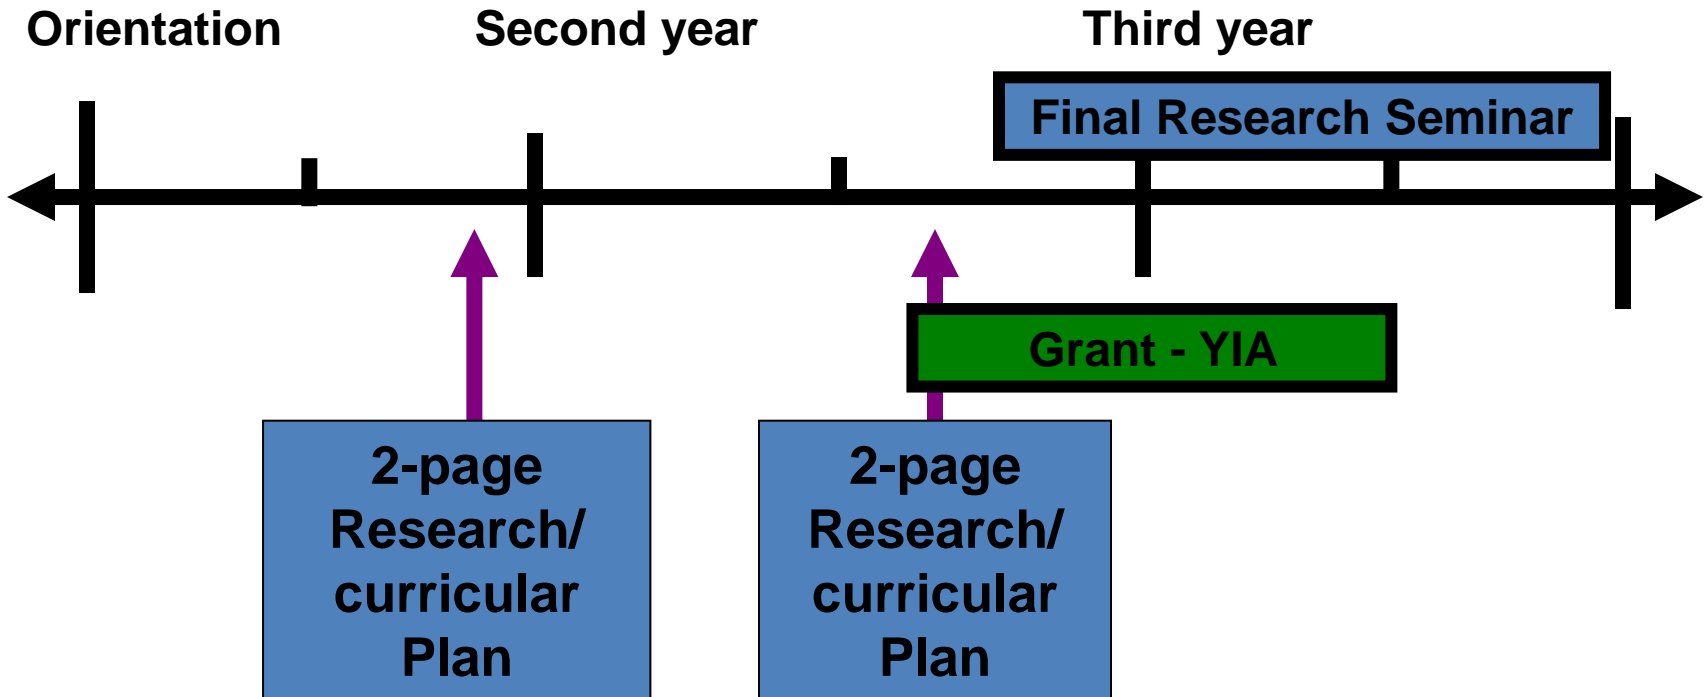 Orientation
Second year
Third year
Final Research Seminar
Grant - YIA
2-page
Research/
curricular
Plan
2-page
Research/
curricular
Plan